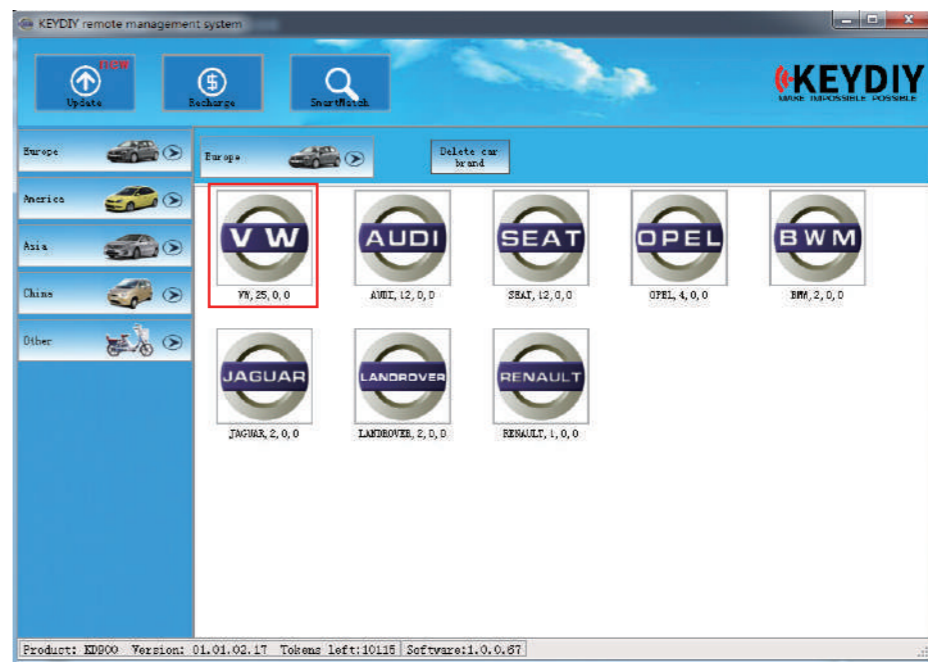 KEYDIY remote management system
NEW
Update
Recharge
SmartMatch
KEYDIY
MAKE IMPOSSIBLE POSSIBLE
Europe
America
Asia
China
Other
Europe
Delete car
brand
VW
AUDI
SEAT
OPEL
BWM
VW, 25, 0, 0
AUDI, 12, 0, 0
SEAT, 12, 0, 0
OPEL, 4, 0, 0
BMW, 2, 0, 0
JAGUAR
LANDROVER
RENAULT
JAGUAR, 2, 0, 0
LANDROVER, 2, 0, 0
RENAULT, 1, 0, 0
Product: KD900 Version: 01.01.02.17 Tokens left:10115 Software:1.0.0.67